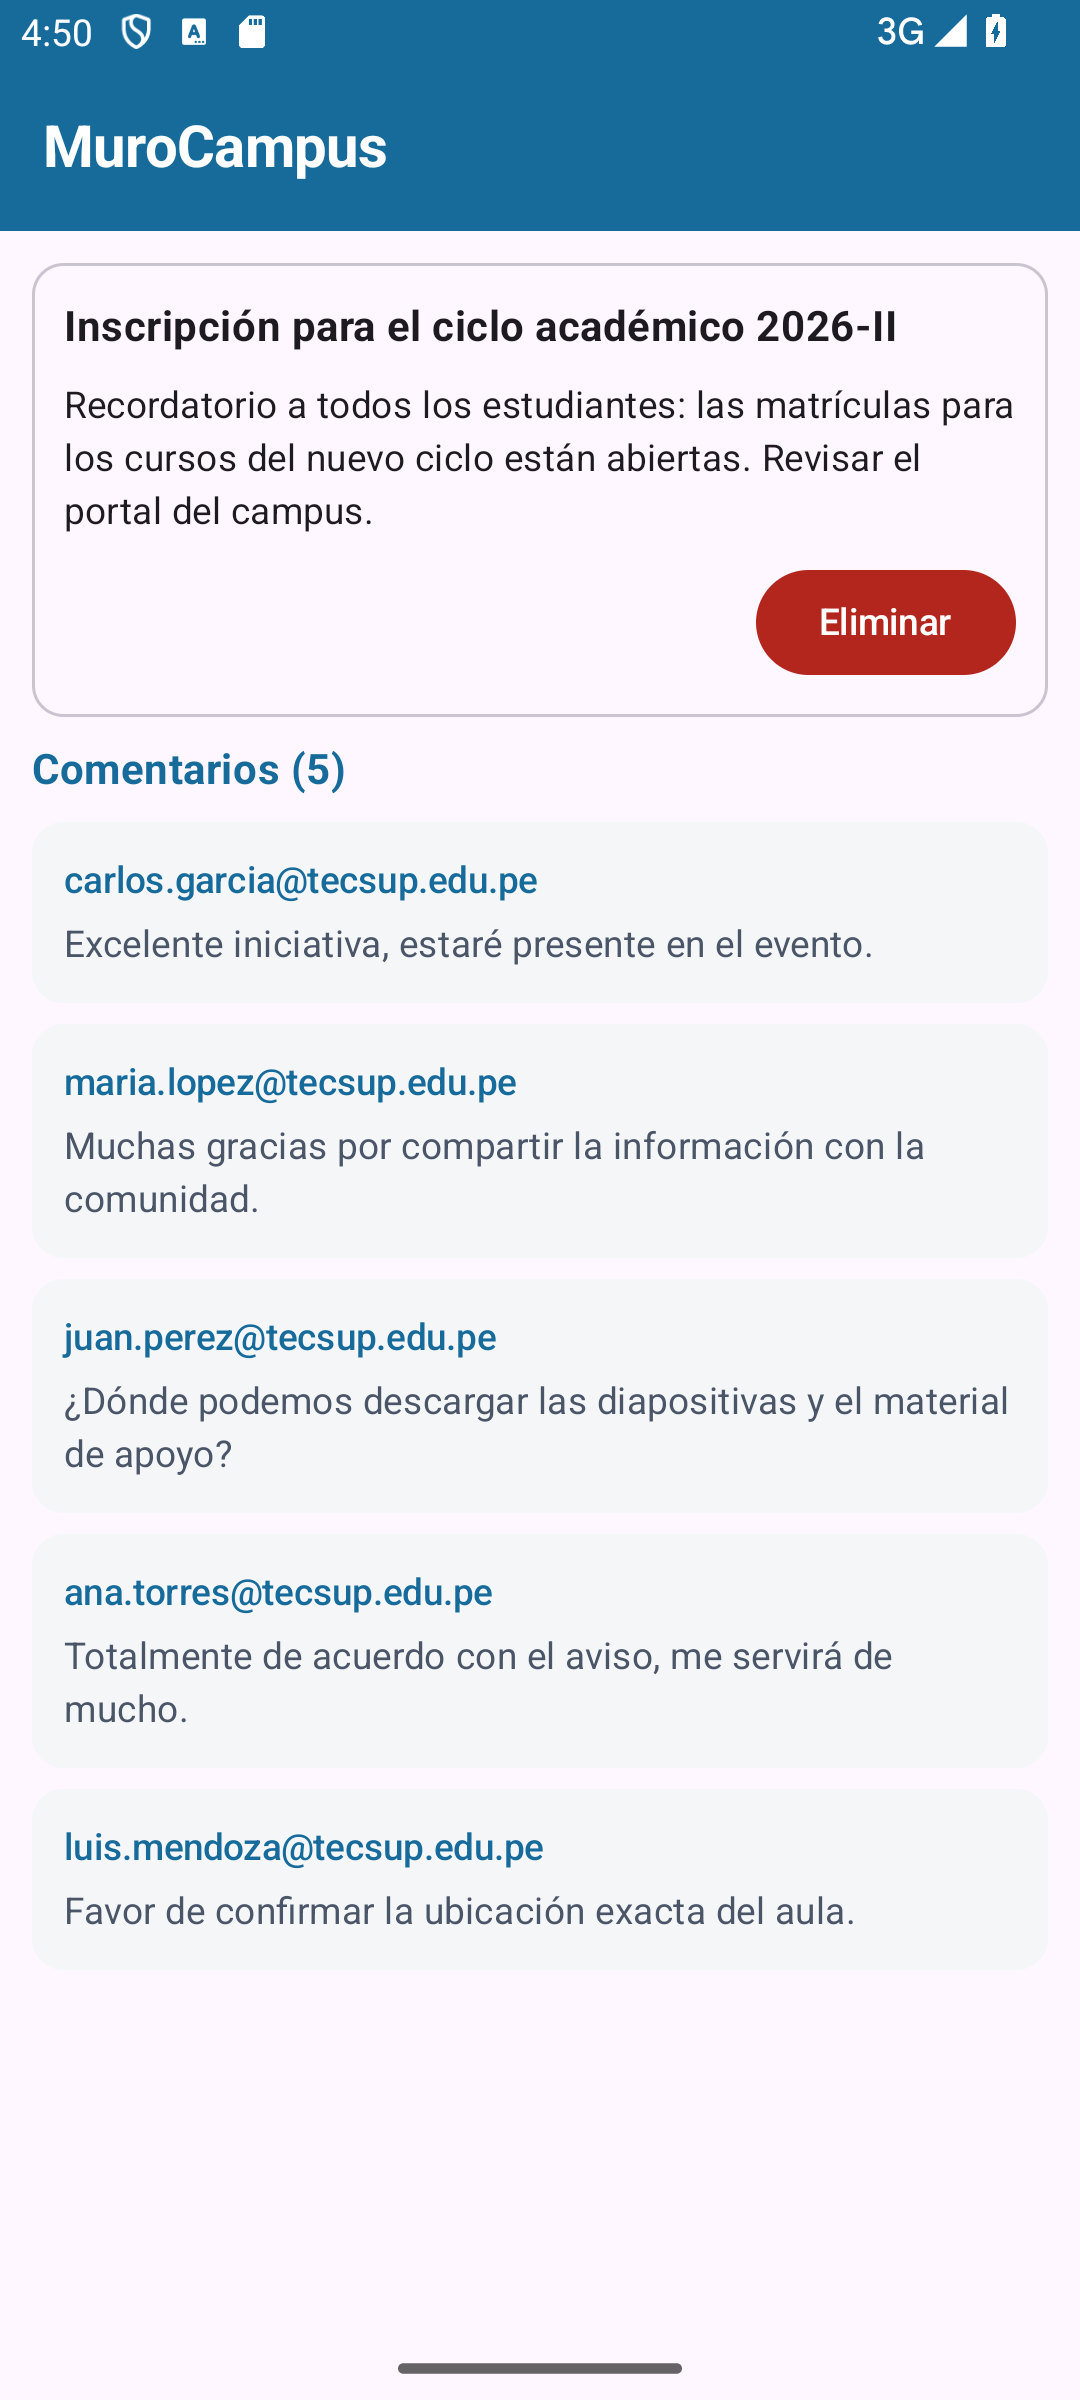 4:50
3G
MuroCampus
Inscripción para el ciclo académico 2026-II
Recordatorio a todos los estudiantes: las matrículas para
los cursos del nuevo ciclo están abiertas. Revisar el
portal del campus.
Eliminar
Comentarios (5)
carlos.garcia@tecsup.edu.pe
Excelente iniciativa, estaré presente en el evento.
maria.lopez@tecsup.edu.pe
Muchas gracias por compartir la información con la
comunidad.
juan.perez@tecsup.edu.pe
¿Dónde podemos descargar las diapositivas y el material
de apoyo?
ana.torres@tecsup.edu.pe
Totalmente de acuerdo con el aviso, me servirá de
mucho.
luis.mendoza@tecsup.edu.pe
Favor de confirmar la ubicación exacta del aula.